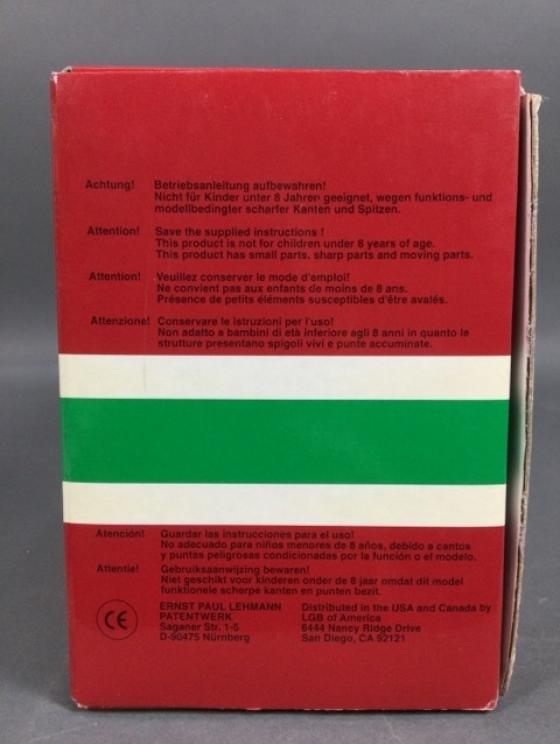 Achtung! Betriebsanleitung aufbewahren!
Nicht für Kinder unter 8 Jahren geeignet, wegen funktions- und
modellbedingter scharfer Kanten und Spitzen.
Attention! Save the supplied instructions !
This product is not for children under 8 years of age.
This product has small parts, sharp parts and moving parts.
Attention! Veuillez conserver le mode d'emploi!
Ne convient pas aux enfants de moins de 8 ans.
Présence de petits éléments susceptibles d'être avalés.
Attenzione! Conservare le istruzioni per l'uso!
Non adatto a bambini di età inferiore agli 8 anni in quanto le
strutture presentano spigoli vivi e punte accuminate.
Atención! Guardar las instrucciones para el uso!
No adecuado para niños menores de 8 años, debido a cantos
y puntas peligrosas condicionadas por la función o el modelo.
Attentie! Gebruiksaanwijzing bewaren!
Niet geschikt voor kinderen onder de 8 jaar omdat dit model
funktionele scherpe kanten en punten bezit.
CE
ERNST PAUL LEHMANN
PATENTWERK
Saganer Str. 1-5
D-90475 Nürnberg
Distributed in the USA and Canada by
LGB of America
6444 Nancy Ridge Drive
San Diego, CA 92121